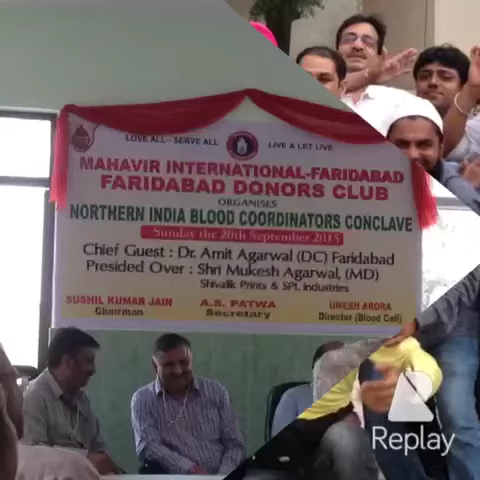 LOVE ALL - SERVE ALL LIVE & LET LIVE
MAHAVIR INTERNATIONAL-FARIDABAD
FARIDABAD DONORS CLUB
ORGANISES
NORTHERN INDIA BLOOD COORDINATORS CONCLAVE
Sunday the 20th September 2015
Chief Guest : Dr. Amit Agarwal (DC) Faridabad
Presided Over : Shri Mukesh Agarwal, (MD)
Shivalik Prints & SPL Industries
SUSHIL KUMAR JAIN A.S. PATWA UMESH ARORA
Chairman Secretary Director (Blood Cell)
Replay